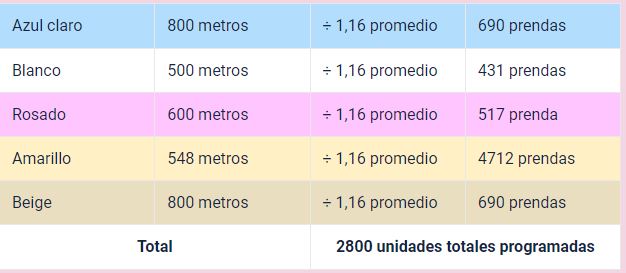 Azul claro 800 metros ÷ 1,16 promedio 690 prendas
Blanco 500 metros ÷ 1,16 promedio 431 prendas
Rosado 600 metros ÷ 1,16 promedio 517 prenda
Amarillo 548 metros ÷ 1,16 promedio 4712 prendas
Beige 800 metros ÷ 1,16 promedio 690 prendas
Total 2800 unidades totales programadas